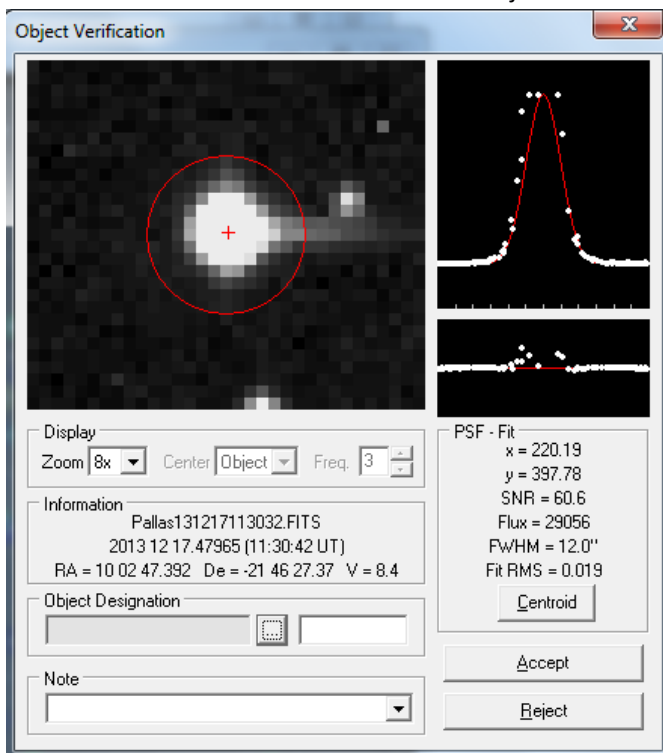 Object Verification
Display
Zoom 8x Center Object Freq. 3
Information
Pallas131217113032.FITS
2013 12 17.47965 (11:30:42 UT)
RA = 10 02 47.392 De = -21 46 27.37 V = 8.4
Object Designation
...
Note
PSF - Fit
x = 220.19
y = 397.78
SNR = 60.6
Flux = 29056
FWHM = 12.0"
Fit RMS = 0.019
Centroid
Accept
Reject